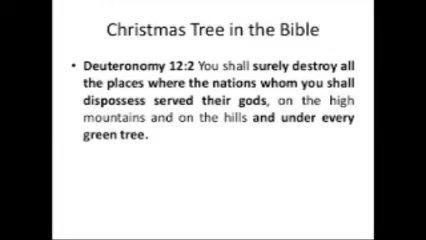 Christmas Tree in the Bible
• Deuteronomy 12:2 You shall surely destroy all
the places where the nations whom you shall
dispossess served their gods, on the high
mountains and on the hills and under every
green tree.